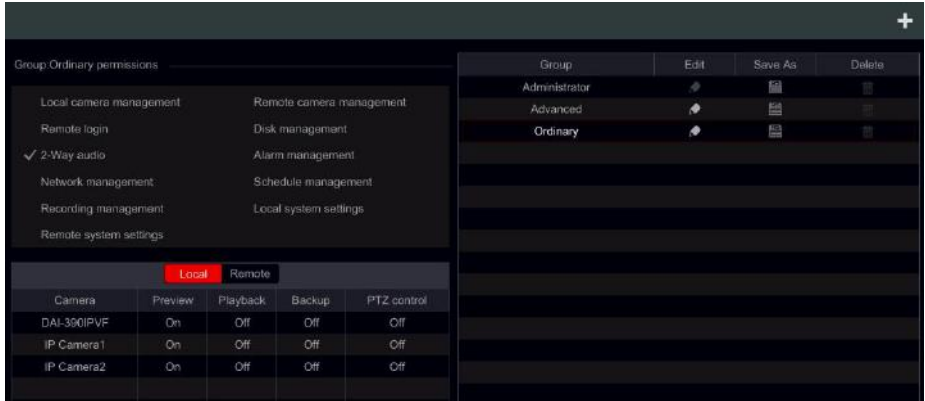 Group:Ordinary permissions
Local camera management Remote camera management
Remote login Disk management
2-Way audio Alarm management
Network management Schedule management
Recording management Local system settings
Remote system settings
Local Remote
Camera Preview Playback Backup PTZ control
DAI-390IPVF On Off Off Off
IP Camera1 On Off Off Off
IP Camera2 On Off Off Off
Group Edit Save As Delete
Administrator
Advanced
Ordinary